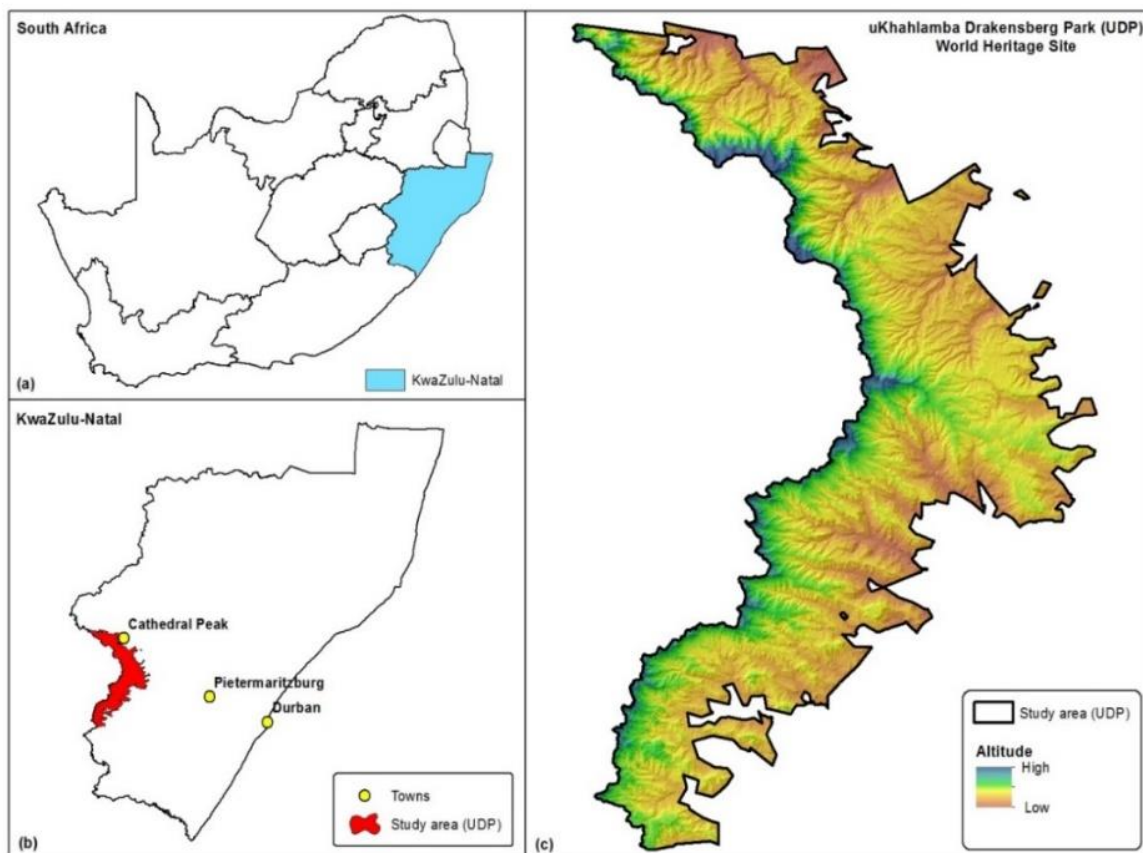 South Africa
(a)
KwaZulu-Natal
KwaZulu-Natal
Cathedral Peak
Pietermaritzburg
Durban
Towns
Study area (UDP)
(b)
uKhahlamba Drakensberg Park (UDP)
World Heritage Site
Study area (UDP)
Altitude
High
Low
(c)